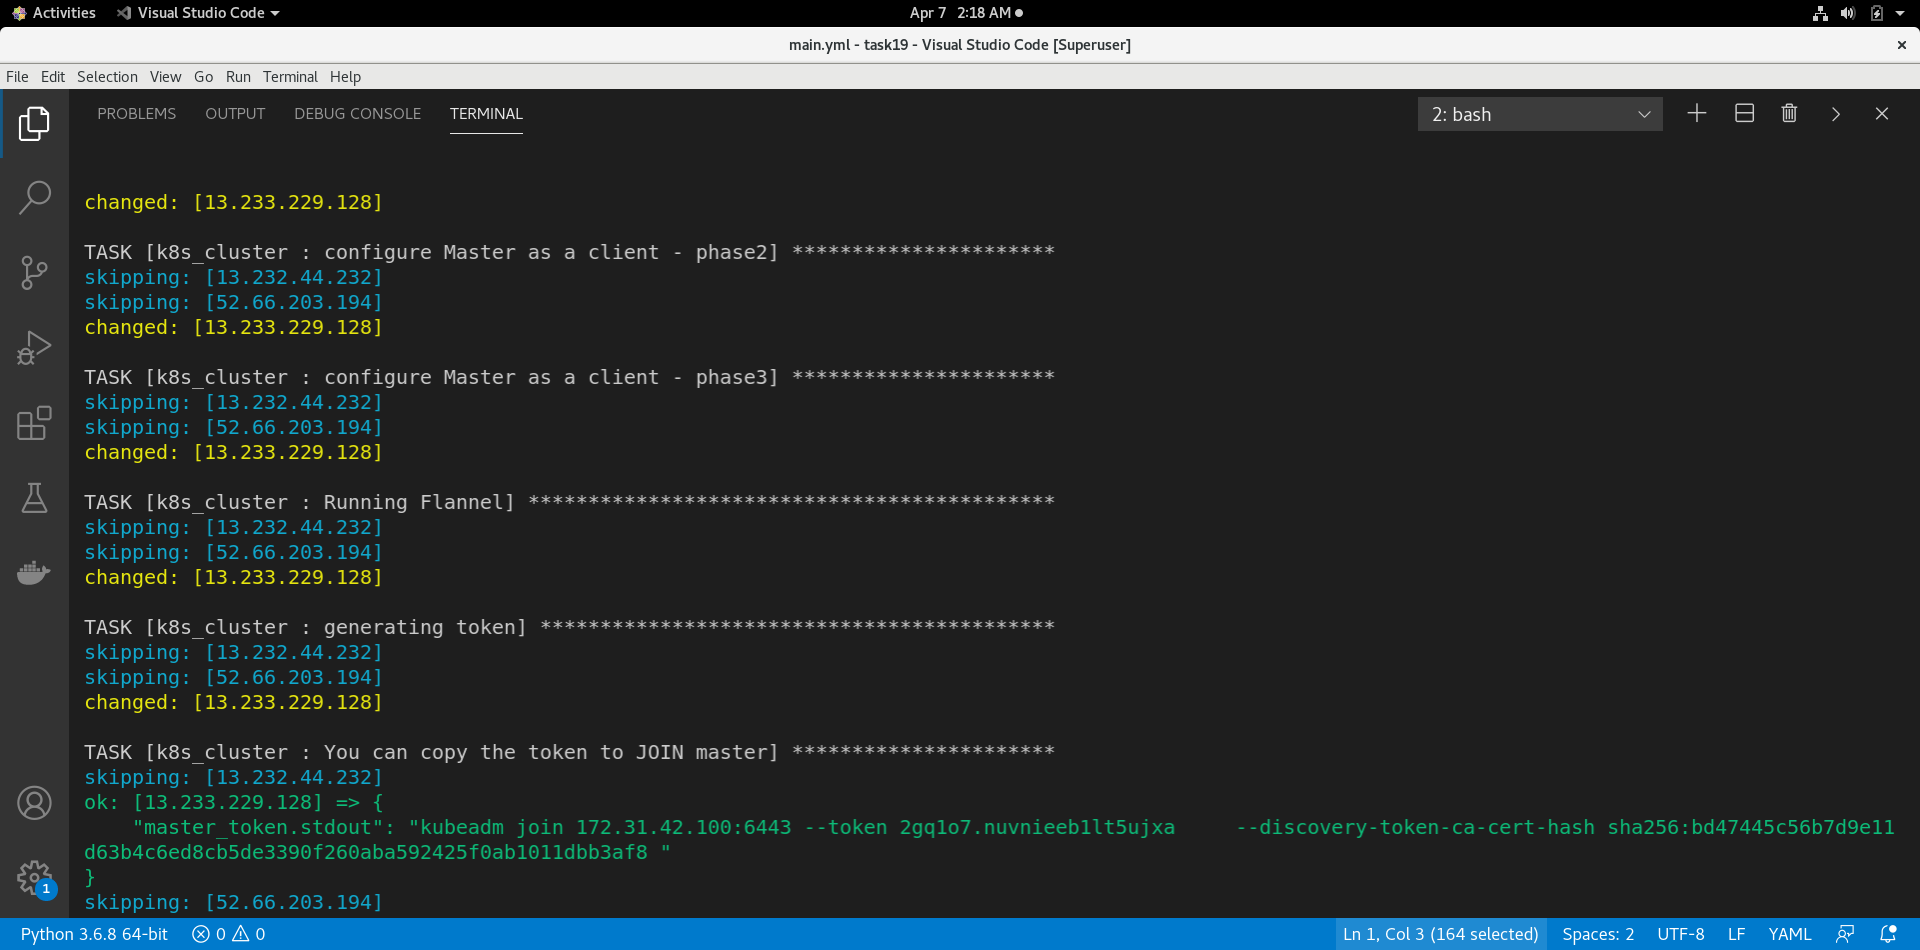 Activities Visual Studio Code Apr 7 2:18 AM
main.yml - task19 - Visual Studio Code [Superuser]
File Edit Selection View Go Run Terminal Help
PROBLEMS OUTPUT DEBUG CONSOLE TERMINAL 2: bash
changed: [13.233.229.128]
TASK [k8s_cluster : configure Master as a client - phase2] **********************
skipping: [13.232.44.232]
skipping: [52.66.203.194]
changed: [13.233.229.128]
TASK [k8s_cluster : configure Master as a client - phase3] **********************
skipping: [13.232.44.232]
skipping: [52.66.203.194]
changed: [13.233.229.128]
TASK [k8s_cluster : Running Flannel] ********************************************
skipping: [13.232.44.232]
skipping: [52.66.203.194]
changed: [13.233.229.128]
TASK [k8s_cluster : generating token] *******************************************
skipping: [13.232.44.232]
skipping: [52.66.203.194]
changed: [13.233.229.128]
TASK [k8s_cluster : You can copy the token to JOIN master] **********************
skipping: [13.232.44.232]
ok: [13.233.229.128] => {
    "master_token.stdout": "kubeadm join 172.31.42.100:6443 --token 2gq1o7.nuvnieeb1lt5ujxa     --discovery-token-ca-cert-hash sha256:bd47445c56b7d9e11
d63b4c6ed8cb5de3390f260aba592425f0ab1011dbb3af8 "
}
skipping: [52.66.203.194]
1
Python 3.6.8 64-bit 0 0 Ln 1, Col 3 (164 selected) Spaces: 2 UTF-8 LF YAML